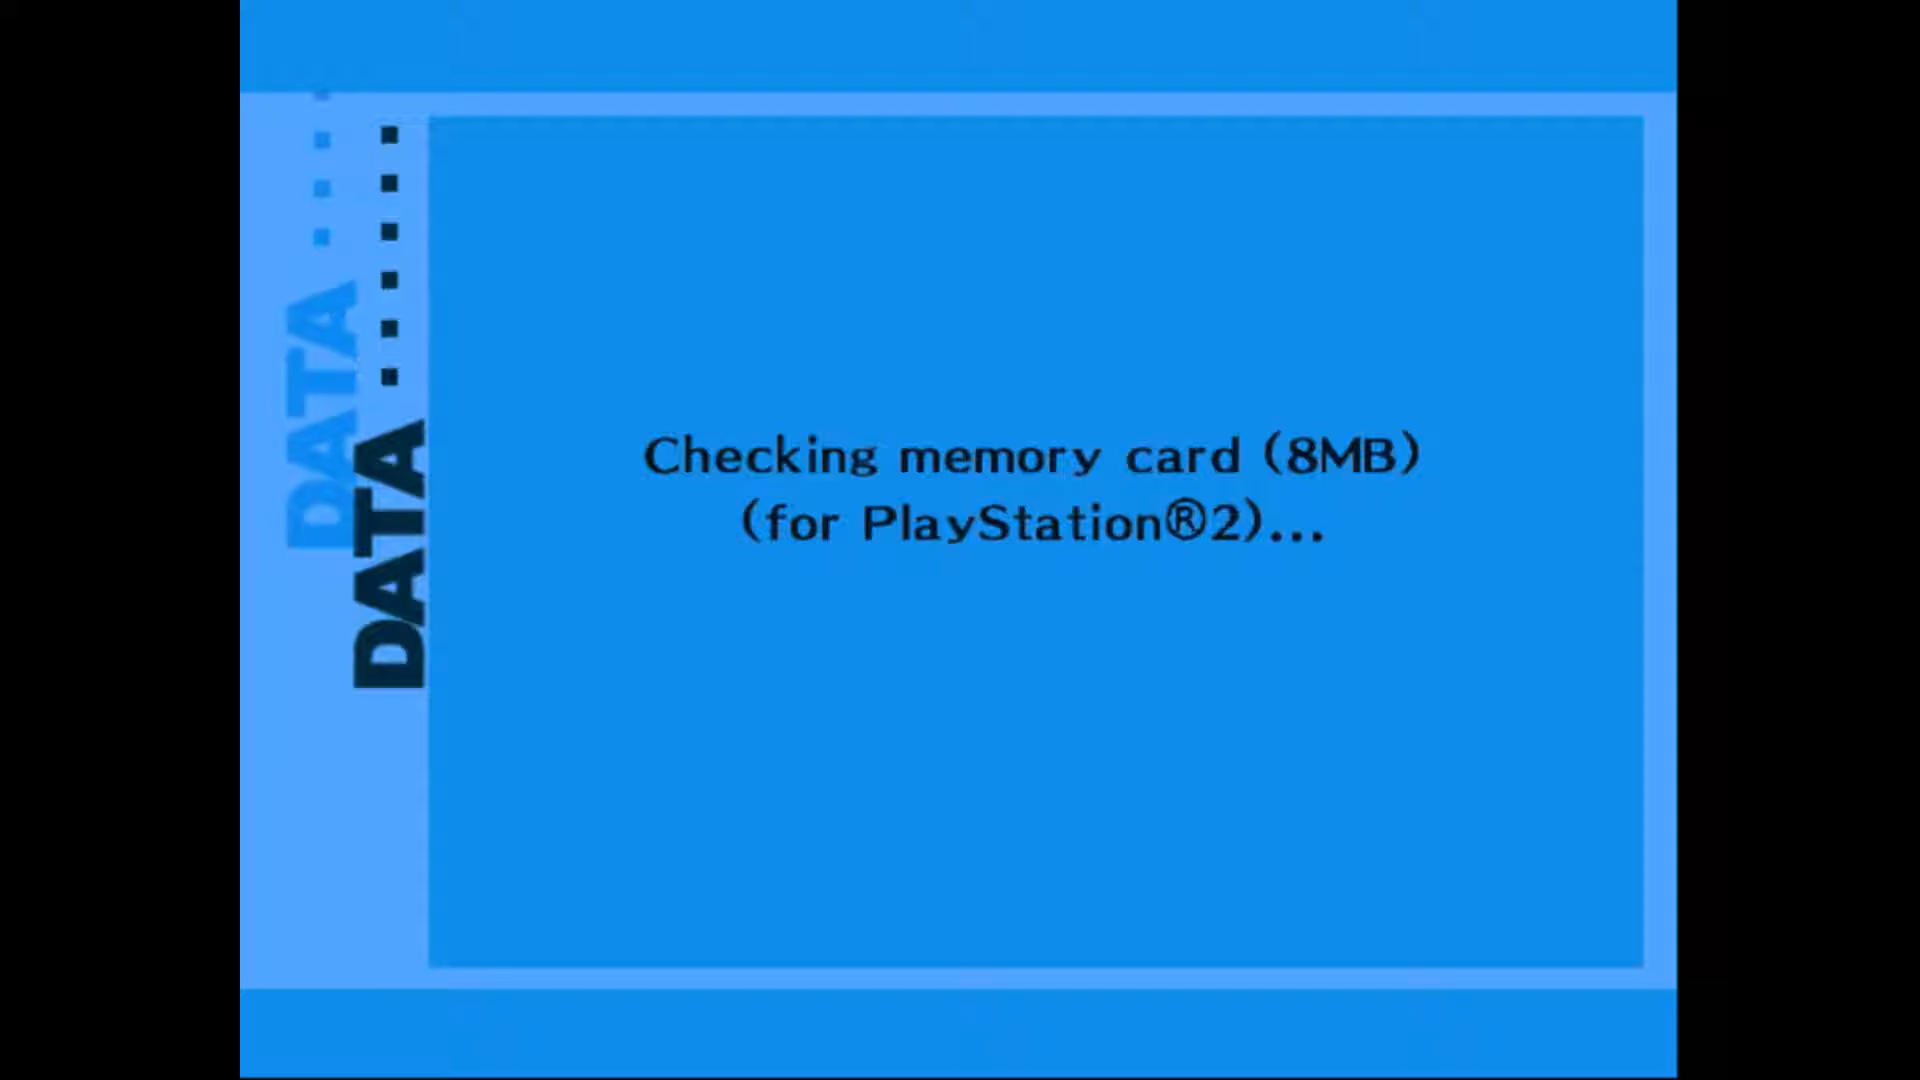 DATA
DATA
Checking memory card (8MB)
(for PlayStation®2)...